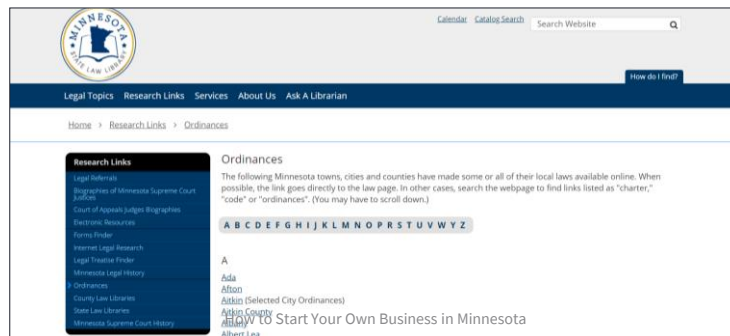 MINNESOTA
STATE LAW LIBRARY
Calendar Catalog Search
Search Website
How do I find?
Legal Topics Research Links Services About Us Ask A Librarian
Home > Research Links > Ordinances
Research Links
Legal Referrals
Biographies of Minnesota Supreme Court
Justices
Court of Appeals Judges Biographies
Electronic Resources
Forms Finder
Internet Legal Research
Legal Treatise Finder
Minnesota Legal History
> Ordinances
County Law Libraries
State Law Libraries
Minnesota Supreme Court History
Ordinances
The following Minnesota towns, cities and counties have made some or all of their local laws available online. When
possible, the link goes directly to the law page. In other cases, search the webpage to find links listed as "charter,"
"code" or "ordinances". (You may have to scroll down.)
A B C D E F G H I J K L M N O P R S T U V W Y Z
A
Ada
Afton
Aitkin (Selected City Ordinances)
Aitkin County
Albany
Albert Lea
How to Start Your Own Business in Minnesota